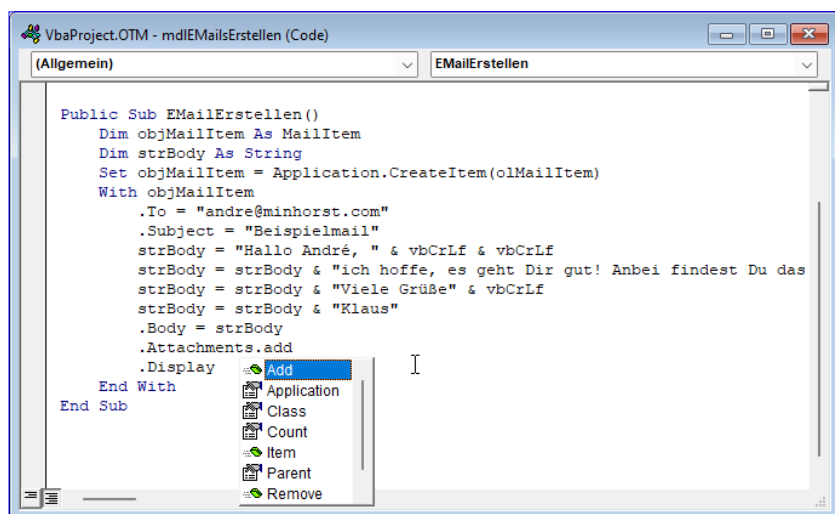 VbaProject.OTM - mdlEMailsErstellen (Code)
(Allgemein) EMailErstellen
Public Sub EMailErstellen()
Dim objMailItem As MailItem
Dim strBody As String
Set objMailItem = Application.CreateItem(olMailItem)
With objMailItem
.To = "andre@minhorst.com"
.Subject = "Beispielmail"
strBody = "Hallo André, " & vbCrLf & vbCrLf
strBody = strBody & "ich hoffe, es geht Dir gut! Anbei findest Du das
strBody = strBody & "Viele Grüße" & vbCrLf
strBody = strBody & "Klaus"
.Body = strBody
.Attachments.add
.Display
End With
End Sub
Add
Application
Class
Count
Item
Parent
Remove